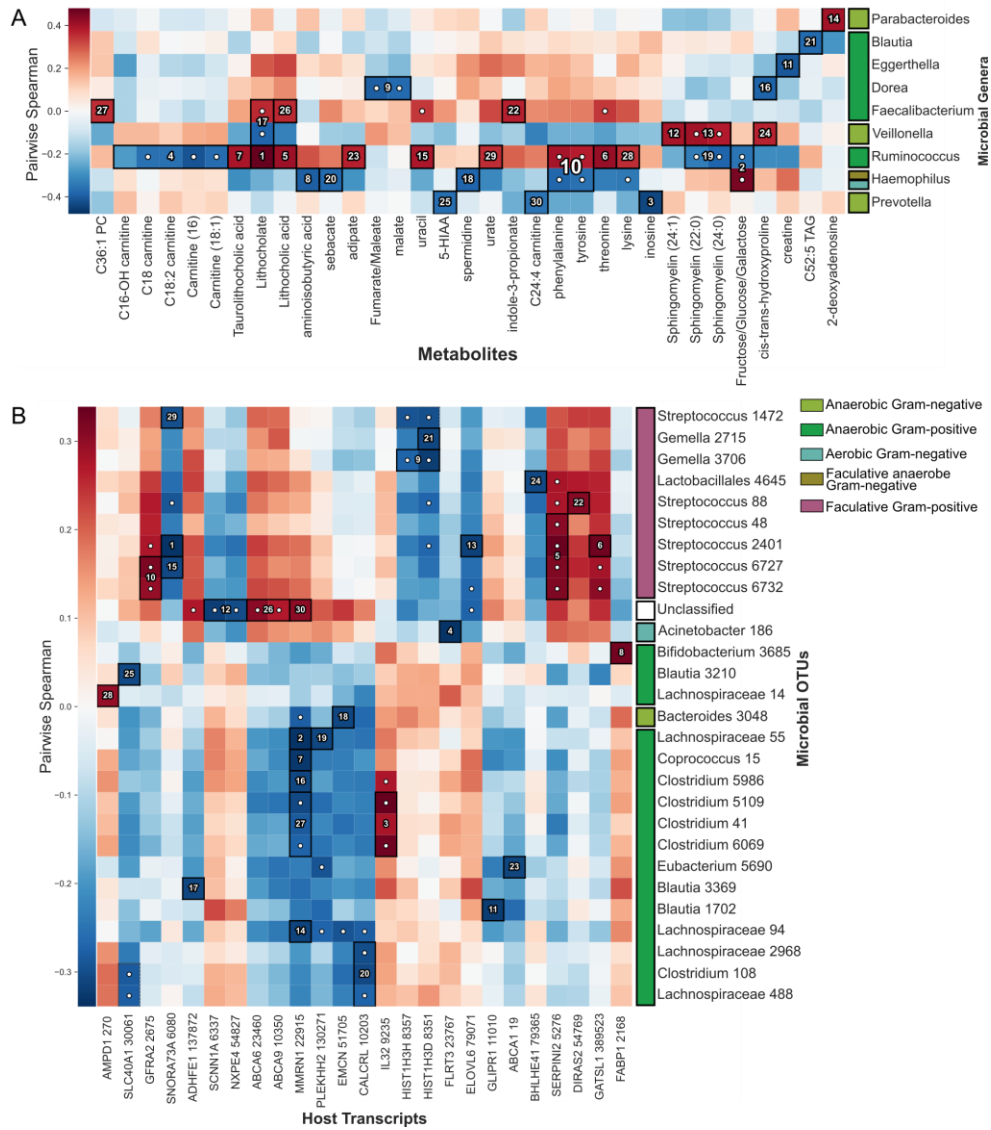 A
Pairwise Spearman
0.4
0.2
0.0
−0.2
−0.4
14
21
11
9
16
27
26
22
17
12
13
24
4
7
1
5
23
15
29
10
6
28
19
2
8
20
18
25
30
3
Parabacteroides
Blautia
Eggerthella
Dorea
Faecalibacterium
Veillonella
Ruminococcus
Haemophilus
Prevotella
Microbial Genera
C36:1 PC
C16-OH carnitine
C18 carnitine
C18:2 carnitine
Carnitine (16)
Carnitine (18:1)
Taurolithocholic acid
Lithocholate
Lithocholic acid
aminoisobutyric acid
sebacate
adipate
Fumarate/Maleate
malate
uracil
5-HIAA
spermidine
urate
indole-3-propionate
C24:4 carnitine
phenylalanine
tyrosine
threonine
lysine
inosine
Sphingomyelin (24:1)
Sphingomyelin (22:0)
Sphingomyelin (24:0)
Fructose/Glucose/Galactose
cis-trans-hydroxyproline
creatine
C52:5 TAG
2-deoxyadenosine
Metabolites
B
Pairwise Spearman
0.3
0.2
0.1
0.0
−0.1
−0.2
−0.3
29
21
9
24
22
1
13
6
5
15
10
12
26
30
4
8
25
28
18
2
19
7
16
27
3
23
17
11
14
20
Streptococcus 1472
Gemella 2715
Gemella 3706
Lactobacillales 4645
Streptococcus 88
Streptococcus 48
Streptococcus 2401
Streptococcus 6727
Streptococcus 6732
Unclassified
Acinetobacter 186
Bifidobacterium 3685
Blautia 3210
Lachnospiraceae 14
Bacteroides 3048
Lachnospiraceae 55
Coprococcus 15
Clostridium 5986
Clostridium 5109
Clostridium 41
Clostridium 6069
Eubacterium 5690
Blautia 3369
Blautia 1702
Lachnospiraceae 94
Lachnospiraceae 2968
Clostridium 108
Lachnospiraceae 488
Microbial OTUs
Anaerobic Gram-negative
Anaerobic Gram-positive
Aerobic Gram-negative
Faculative anaerobe
Gram-negative
Faculative Gram-positive
AMPD1 270
SLC40A1 30061
GFRA2 2675
SNORA73A 6080
ADHFE1 137872
SCNN1A 6337
NXPE4 54827
ABCA6 23460
ABCA9 10350
MMRN1 22915
PLEKHH2 130271
EMCN 51705
CALCRL 10203
IL32 9235
HIST1H3H 8357
HIST1H3D 8351
FLRT3 23767
ELOVL6 79071
GLIPR1 11010
ABCA1 19
BHLHE41 79365
SERPINI2 5276
DIRAS2 54769
GATSL1 389523
FABP1 2168
Host Transcripts